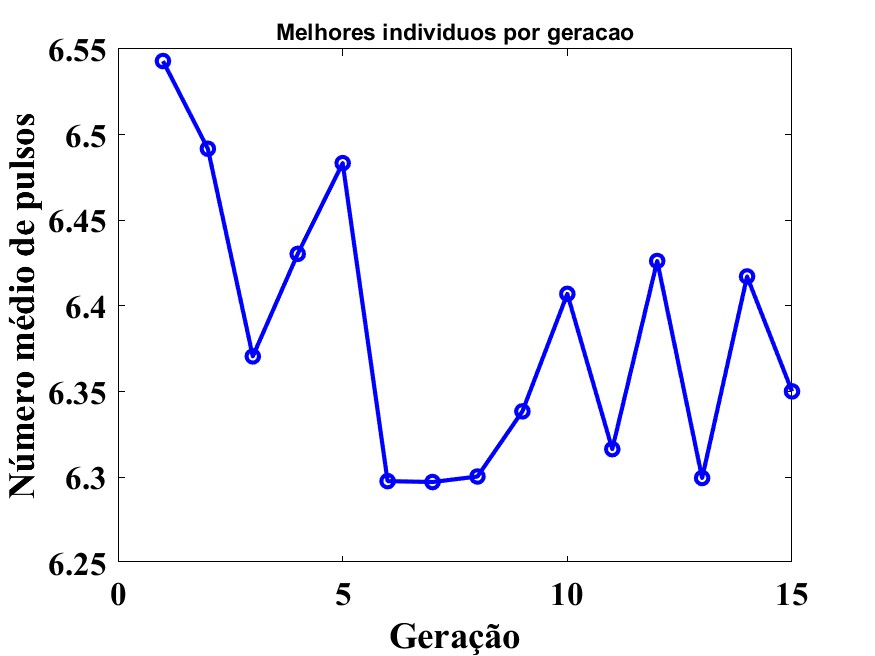 Melhores individuos por geracao
Número médio de pulsos
6.55
6.5
6.45
6.4
6.35
6.3
6.25
0 5 10 15
Geração